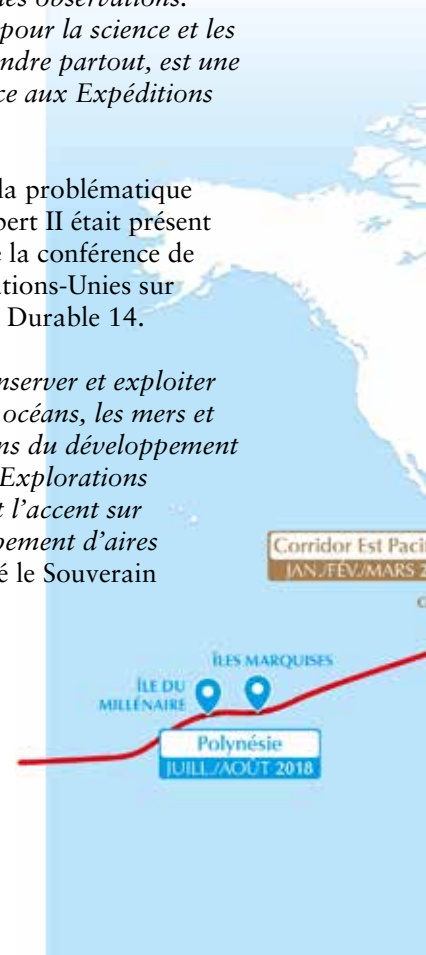 des observations.
pour la science et les
ndre partout, est une
ce aux Expéditions
la problématique
bert II était présent
e la conférence de
tions-Unies sur
Durable 14.
nserver et exploiter
océans, les mers et
ns du développement
Explorations
t l'accent sur
pement d'aires
é le Souverain
Corridor Est Pacif
JAN./FÉV./MARS 2
ÎLES MARQUISES
ÎLE DU
MILLÉNAIRE
Polynésie
JUILL./AOÛT 2018